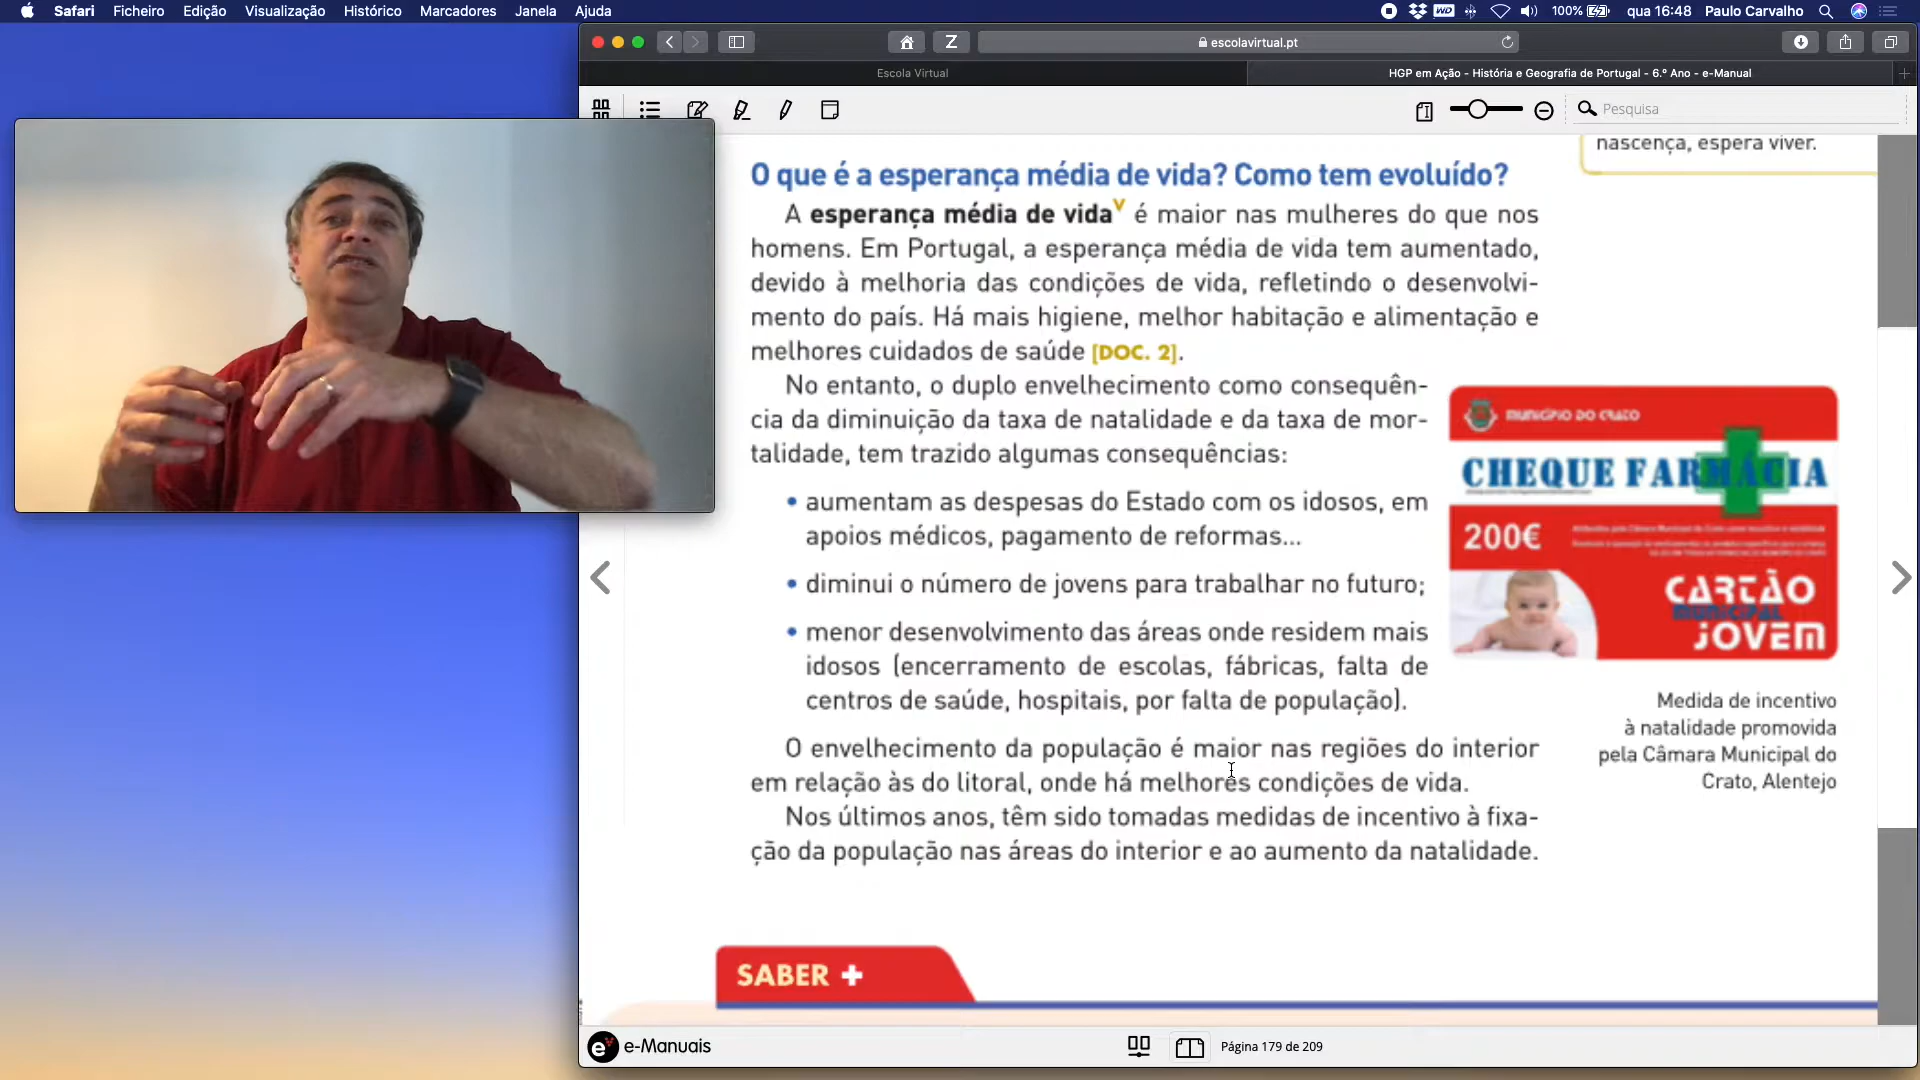 Safari Ficheiro Edição Visualização Histórico Marcadores Janela Ajuda
WD 100% qua 16:48 Paulo Carvalho
Z escolavirtual.pt
Escola Virtual
HGP em Ação - História e Geografia de Portugal - 6.º Ano - e-Manual
Pesquisa
nascença, espera viver.
O que é a esperança média de vida? Como tem evoluído?
A esperança média de vidaV é maior nas mulheres do que nos
homens. Em Portugal, a esperança média de vida tem aumentado,
devido à melhoria das condições de vida, refletindo o desenvolvi-
mento do país. Há mais higiene, melhor habitação e alimentação e
melhores cuidados de saúde [DOC. 2].
No entanto, o duplo envelhecimento como consequên-
cia da diminuição da taxa de natalidade e da taxa de mor-
talidade, tem trazido algumas consequências:
• aumentam as despesas do Estado com os idosos, em
apoios médicos, pagamento de reformas...
• diminui o número de jovens para trabalhar no futuro;
• menor desenvolvimento das áreas onde residem mais
idosos (encerramento de escolas, fábricas, falta de
centros de saúde, hospitais, por falta de população).
O envelhecimento da população é maior nas regiões do interior
em relação às do litoral, onde há melhores condições de vida.
Nos últimos anos, têm sido tomadas medidas de incentivo à fixa-
ção da população nas áreas do interior e ao aumento da natalidade.
MUNICÍPIO DO CRATO
CHEQUE FARMÁCIA
200€
CARTÃO
MUNICIPAL
JOVEM
Medida de incentivo
à natalidade promovida
pela Câmara Municipal do
Crato, Alentejo
SABER +
e-Manuais
Página 179 de 209